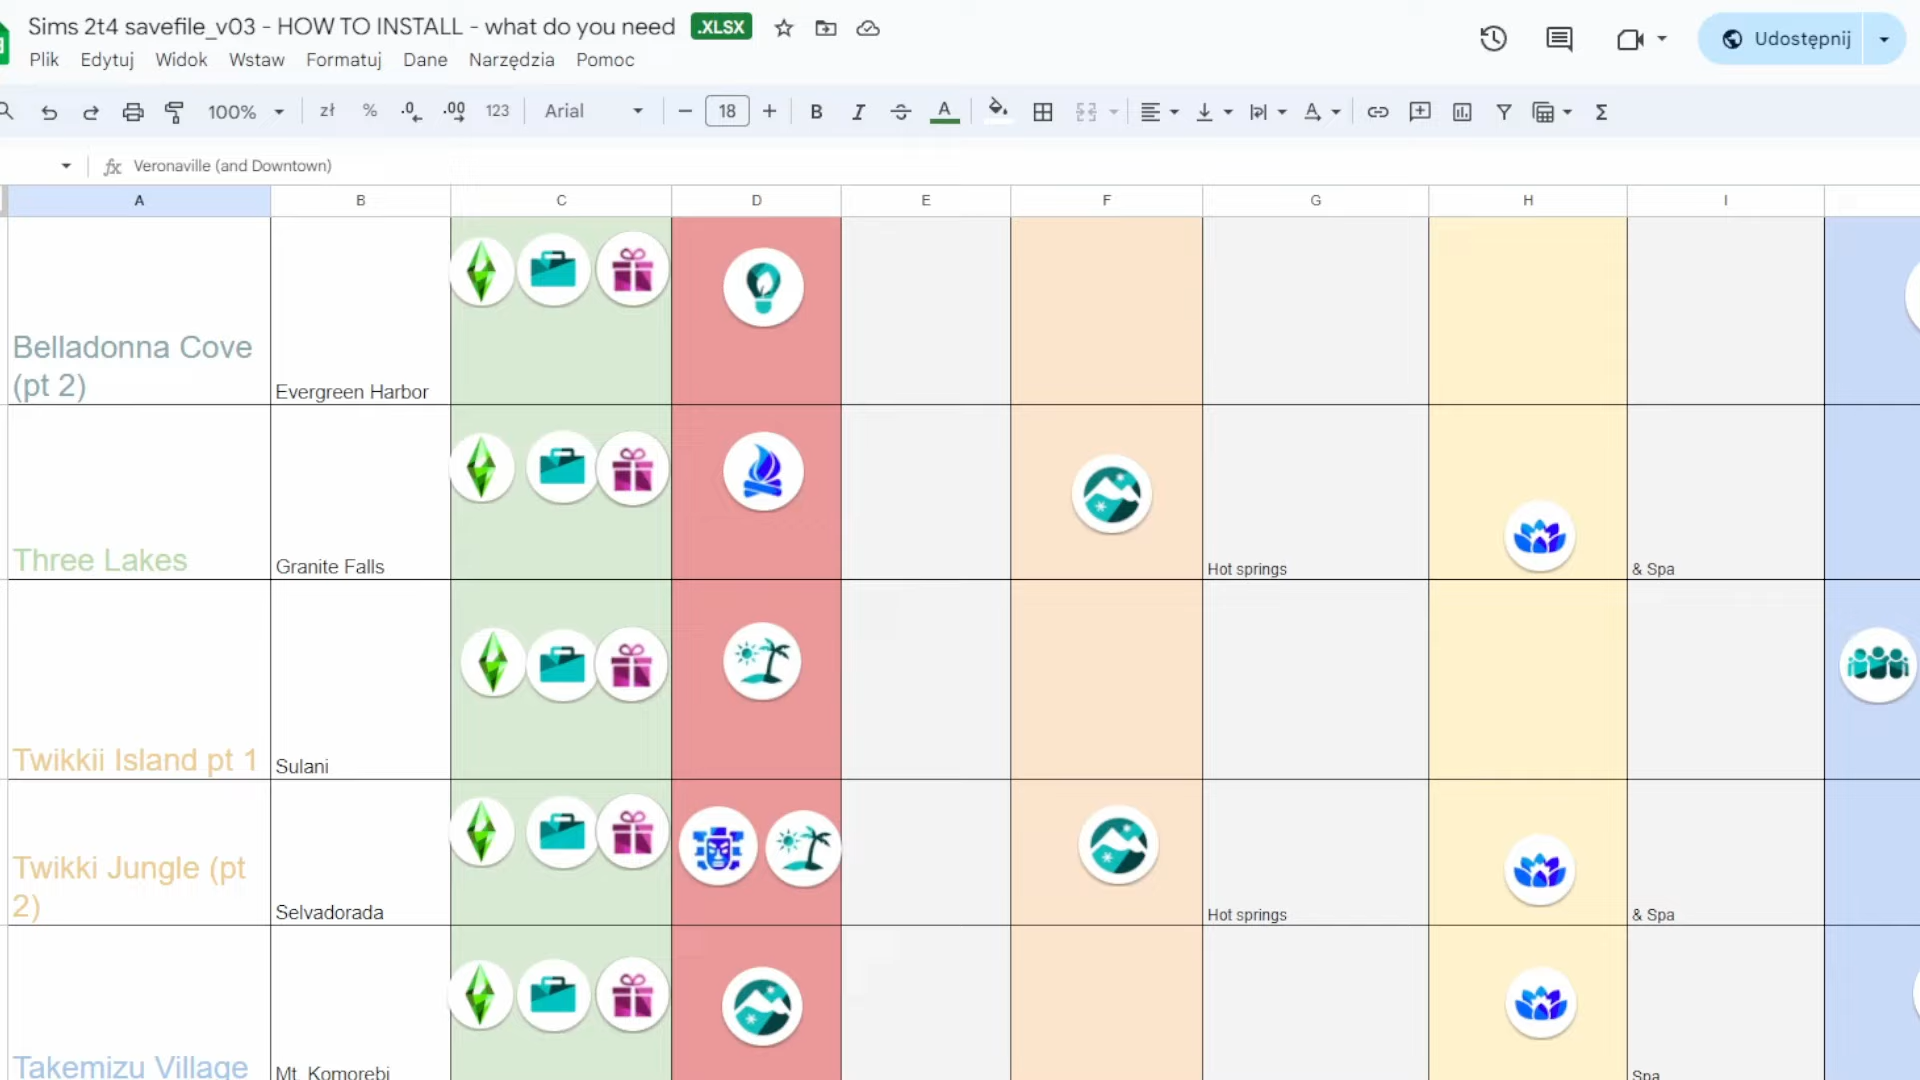 Sims 2t4 savefile_v03 - HOW TO INSTALL - what do you need .XLSX
Plik Edytuj Widok Wstaw Formatuj Dane Narzędzia Pomoc
Udostępnij
100% zł % .0 .00 123 Arial 18 B I A A Σ
fx Veronaville (and Downtown)
A B C D E F G H I
Belladonna Cove
(pt 2)
Evergreen Harbor
Three Lakes
Granite Falls
Hot springs
& Spa
Twikkii Island pt 1
Sulani
Twikki Jungle (pt
2)
Selvadorada
Hot springs
& Spa
Takemizu Village
Mt. Komorebi
Spa